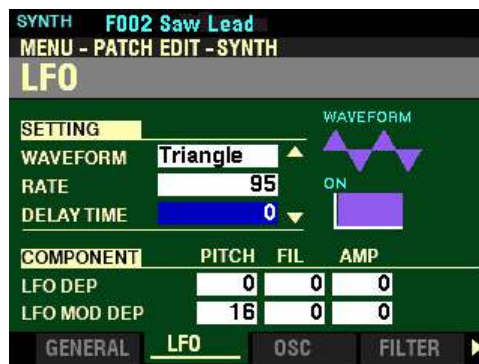 SYNTH F002 Saw Lead
MENU - PATCH EDIT - SYNTH
LFO
WAVEFORM
SETTING
WAVEFORM Triangle
RATE 95
ON
DELAY TIME 0
COMPONENT PITCH FIL AMP
LFO DEP 0 0 0
LFO MOD DEP 16 0 0
GENERAL LFO OSC FILTER